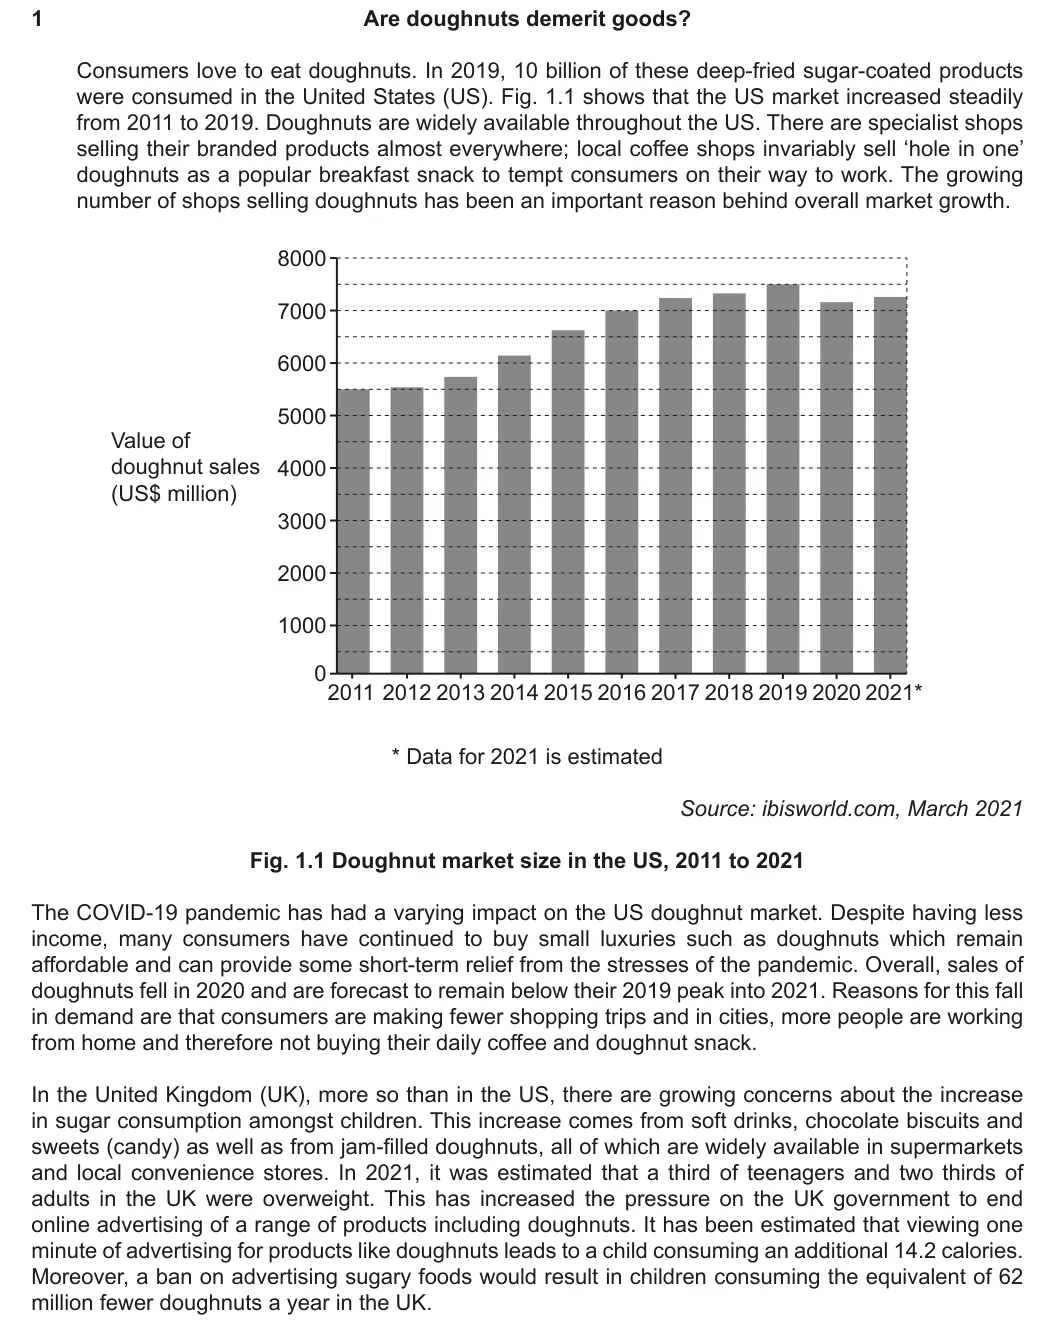 1 Are doughnuts demerit goods?
Consumers love to eat doughnuts. In 2019, 10 billion of these deep-fried sugar-coated products
were consumed in the United States (US). Fig. 1.1 shows that the US market increased steadily
from 2011 to 2019. Doughnuts are widely available throughout the US. There are specialist shops
selling their branded products almost everywhere; local coffee shops invariably sell ‘hole in one’
doughnuts as a popular breakfast snack to tempt consumers on their way to work. The growing
number of shops selling doughnuts has been an important reason behind overall market growth.
8000
7000
6000
5000
4000
3000
2000
1000
0
Value of
doughnut sales
(US$ million)
2011 2012 2013 2014 2015 2016 2017 2018 2019 2020 2021*
* Data for 2021 is estimated
Source: ibisworld.com, March 2021
Fig. 1.1 Doughnut market size in the US, 2011 to 2021
The COVID-19 pandemic has had a varying impact on the US doughnut market. Despite having less
income, many consumers have continued to buy small luxuries such as doughnuts which remain
affordable and can provide some short-term relief from the stresses of the pandemic. Overall, sales of
doughnuts fell in 2020 and are forecast to remain below their 2019 peak into 2021. Reasons for this fall
in demand are that consumers are making fewer shopping trips and in cities, more people are working
from home and therefore not buying their daily coffee and doughnut snack.
In the United Kingdom (UK), more so than in the US, there are growing concerns about the increase
in sugar consumption amongst children. This increase comes from soft drinks, chocolate biscuits and
sweets (candy) as well as from jam-filled doughnuts, all of which are widely available in supermarkets
and local convenience stores. In 2021, it was estimated that a third of teenagers and two thirds of
adults in the UK were overweight. This has increased the pressure on the UK government to end
online advertising of a range of products including doughnuts. It has been estimated that viewing one
minute of advertising for products like doughnuts leads to a child consuming an additional 14.2 calories.
Moreover, a ban on advertising sugary foods would result in children consuming the equivalent of 62
million fewer doughnuts a year in the UK.